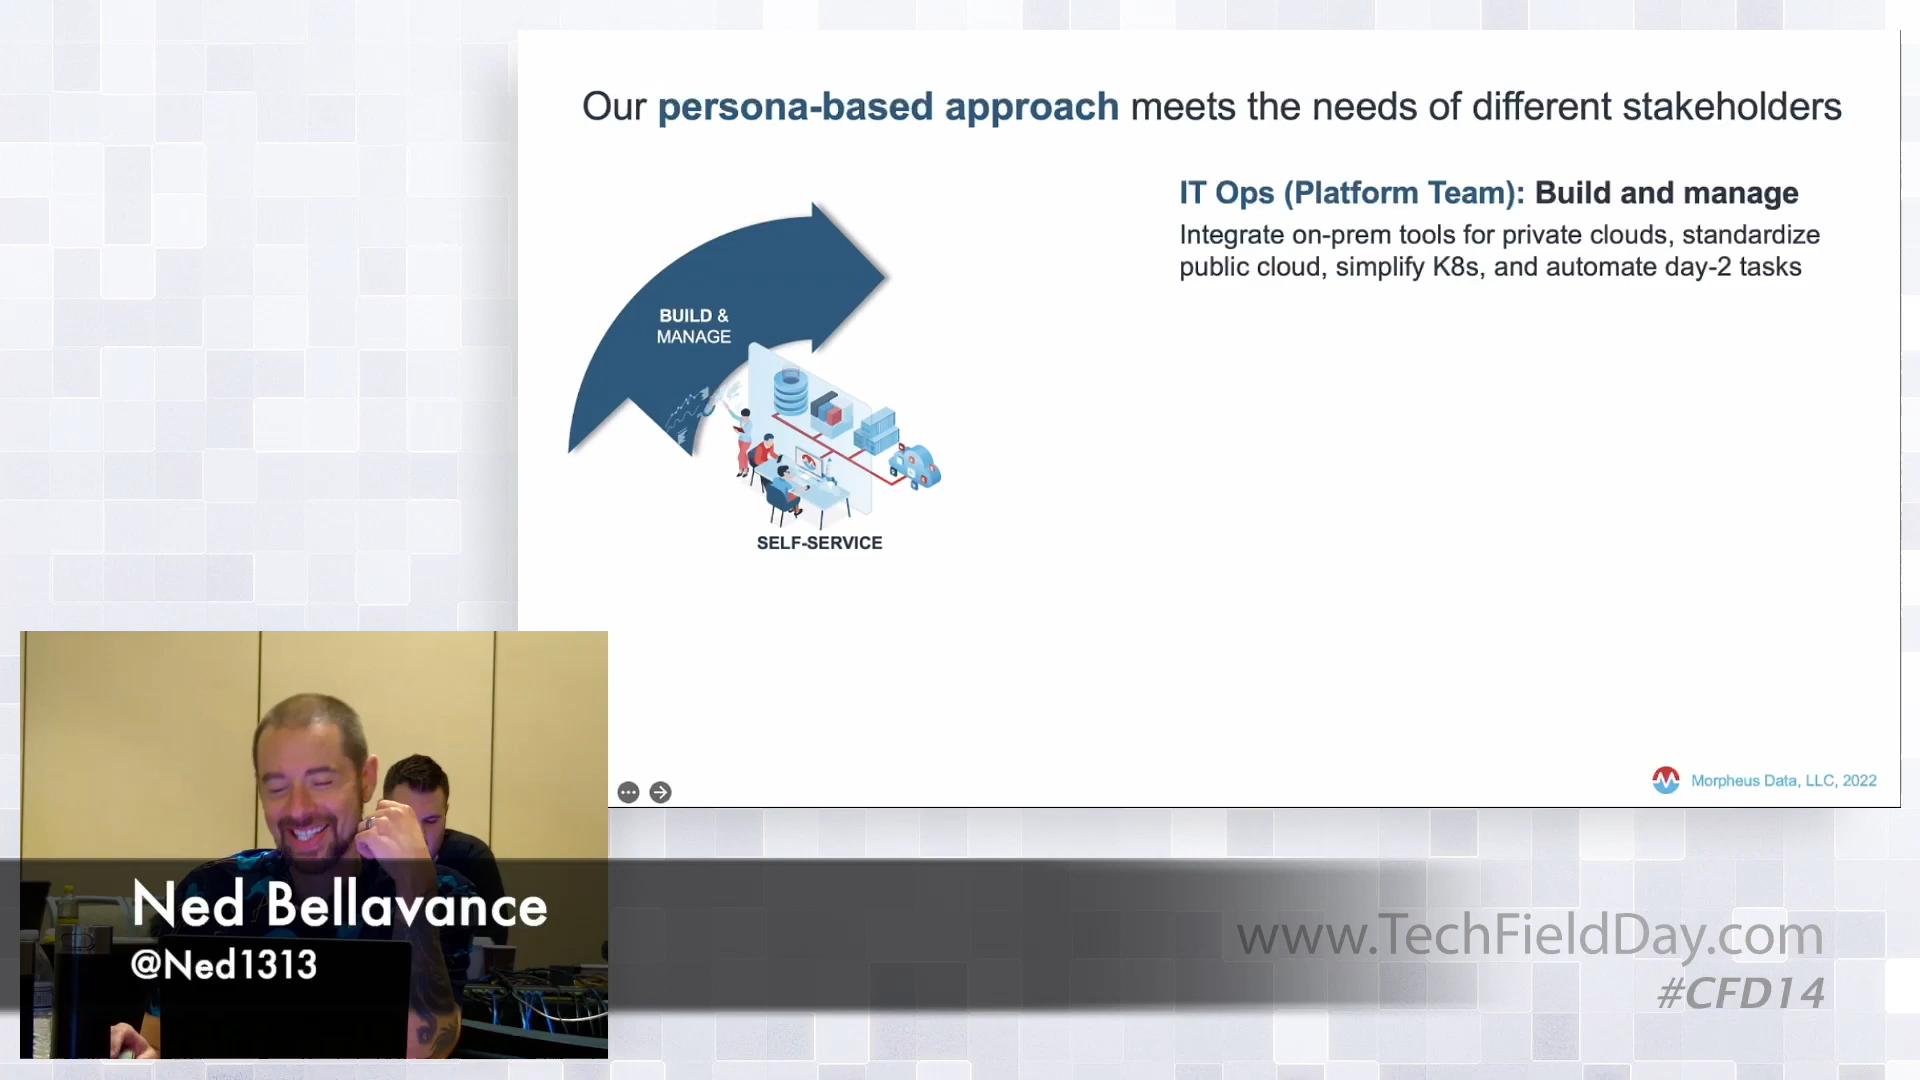 Our persona-based approach meets the needs of different stakeholders
IT Ops (Platform Team): Build and manage
Integrate on-prem tools for private clouds, standardize
public cloud, simplify K8s, and automate day-2 tasks
BUILD &
MANAGE
SELF-SERVICE
Morpheus Data, LLC, 2022
Ned Bellavance
@Ned1313
www.TechFieldDay.com
#CFD14